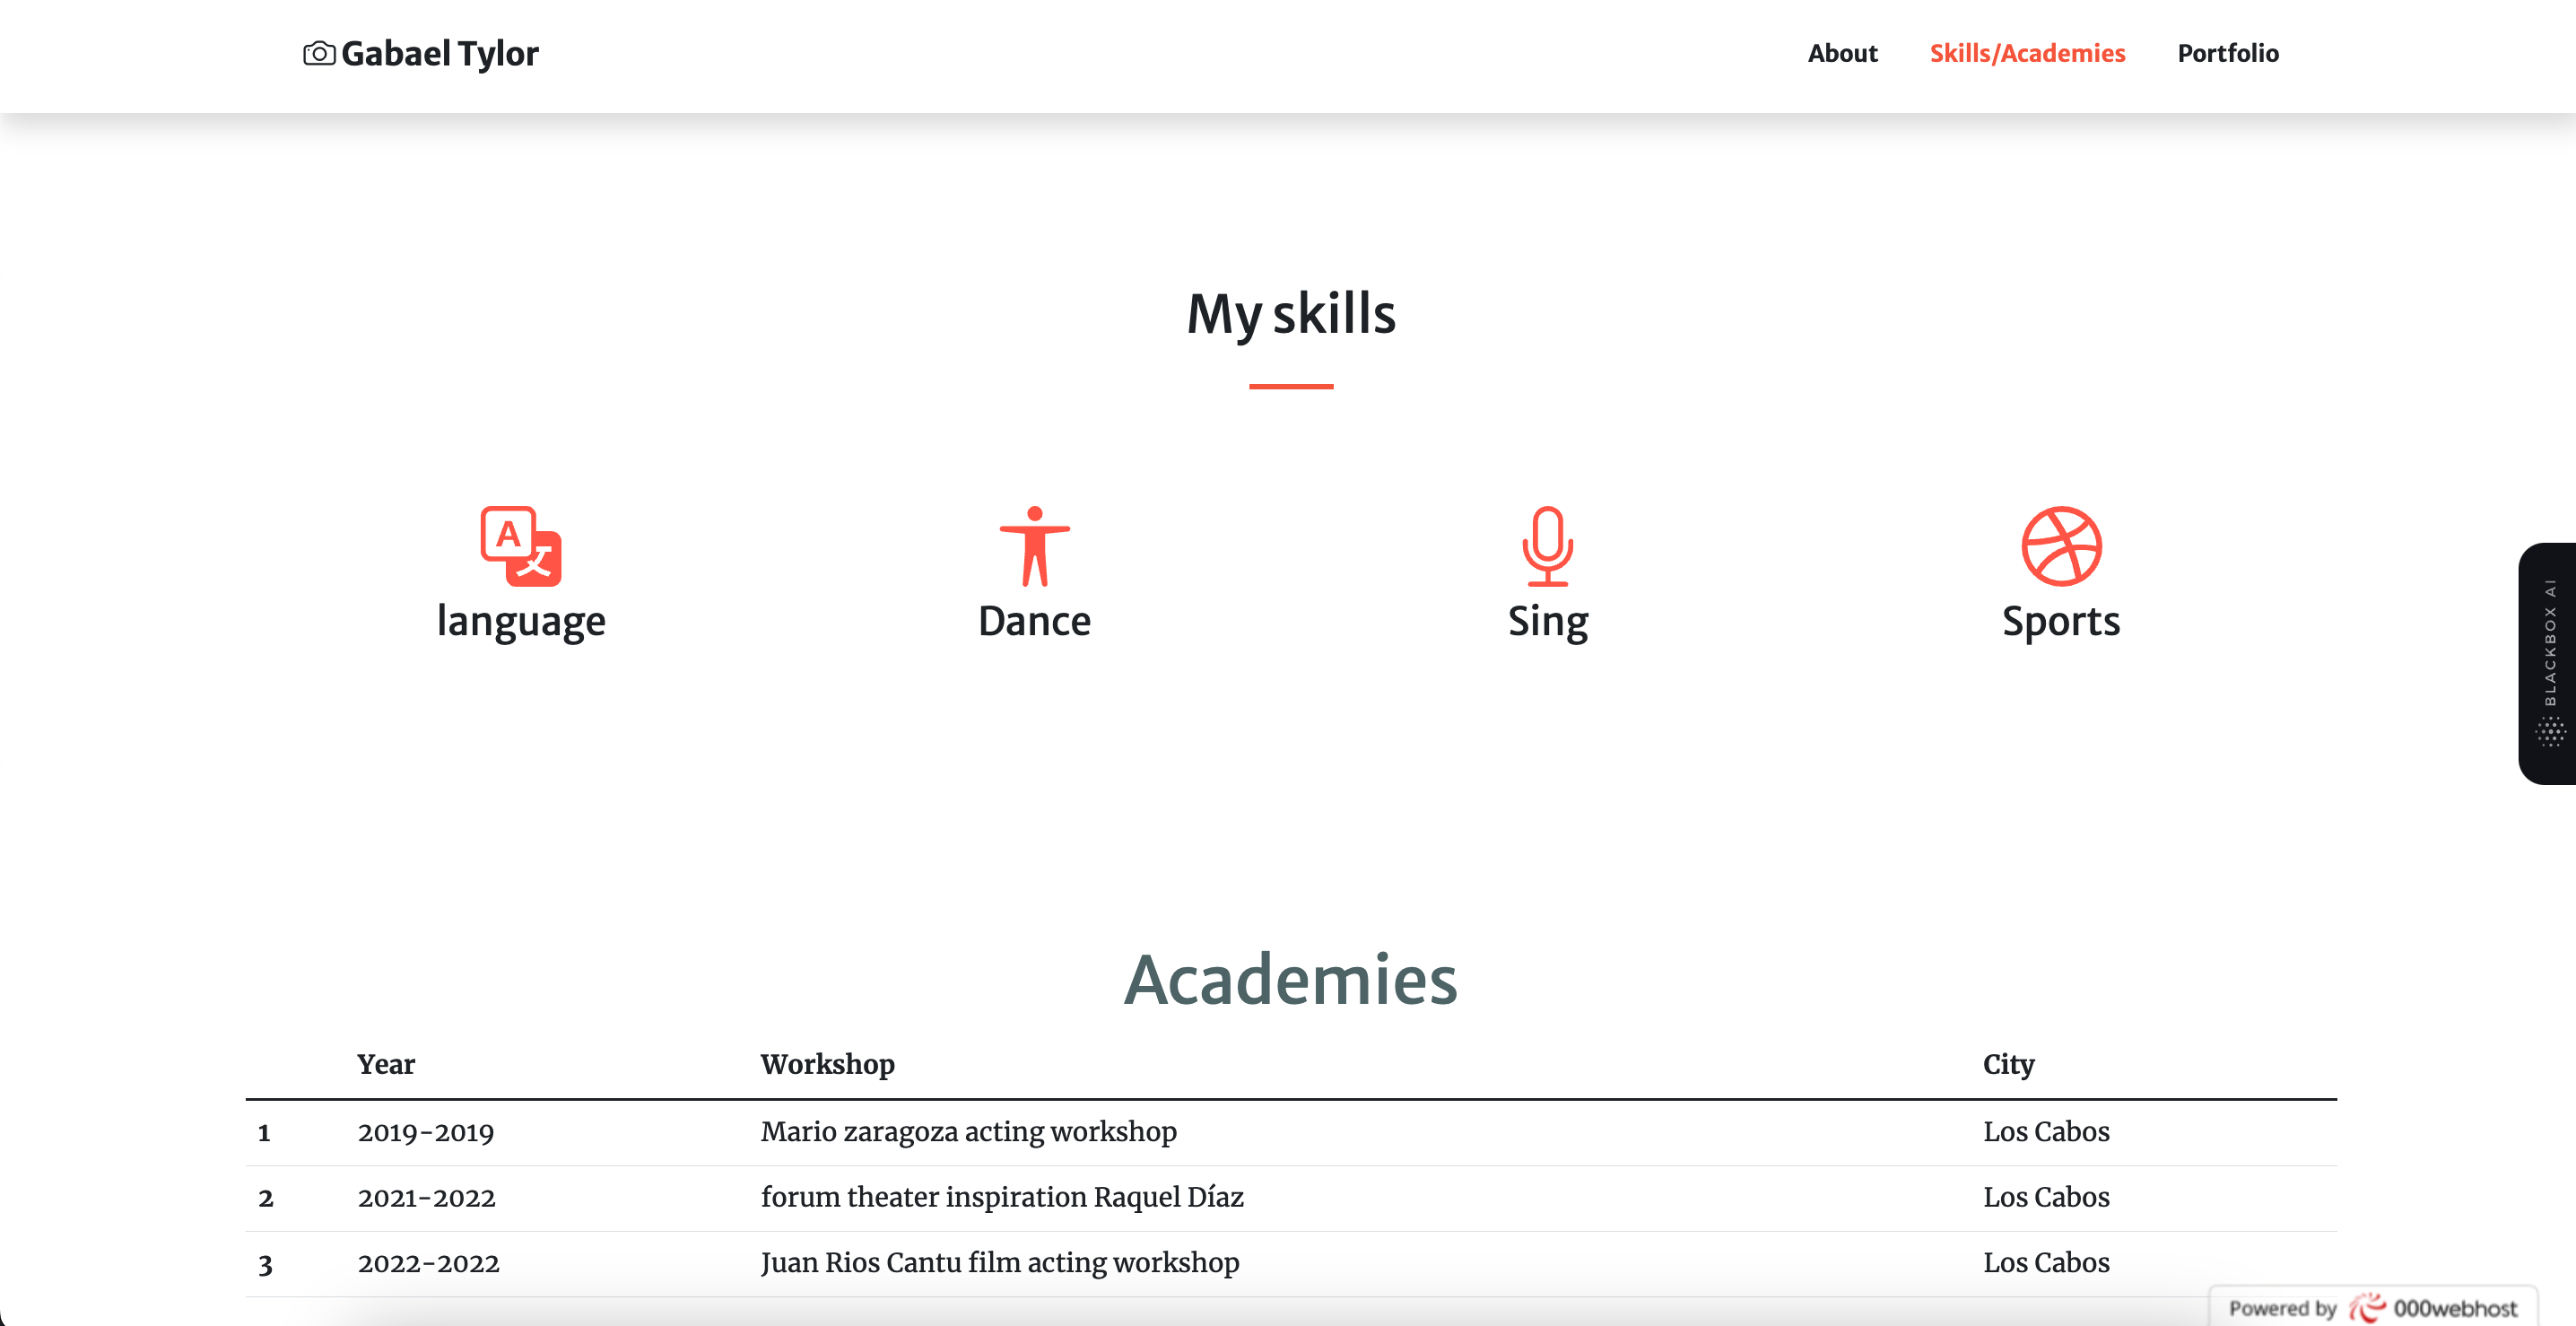 Gabael Tylor
About Skills/Academies Portfolio
My skills
A 文
language Dance Sing Sports
BLACKBOX AI
Academies
Year Workshop City
1 2019-2019 Mario zaragoza acting workshop Los Cabos
2 2021-2022 forum theater inspiration Raquel Díaz Los Cabos
3 2022-2022 Juan Rios Cantu film acting workshop Los Cabos
Powered by 000webhost